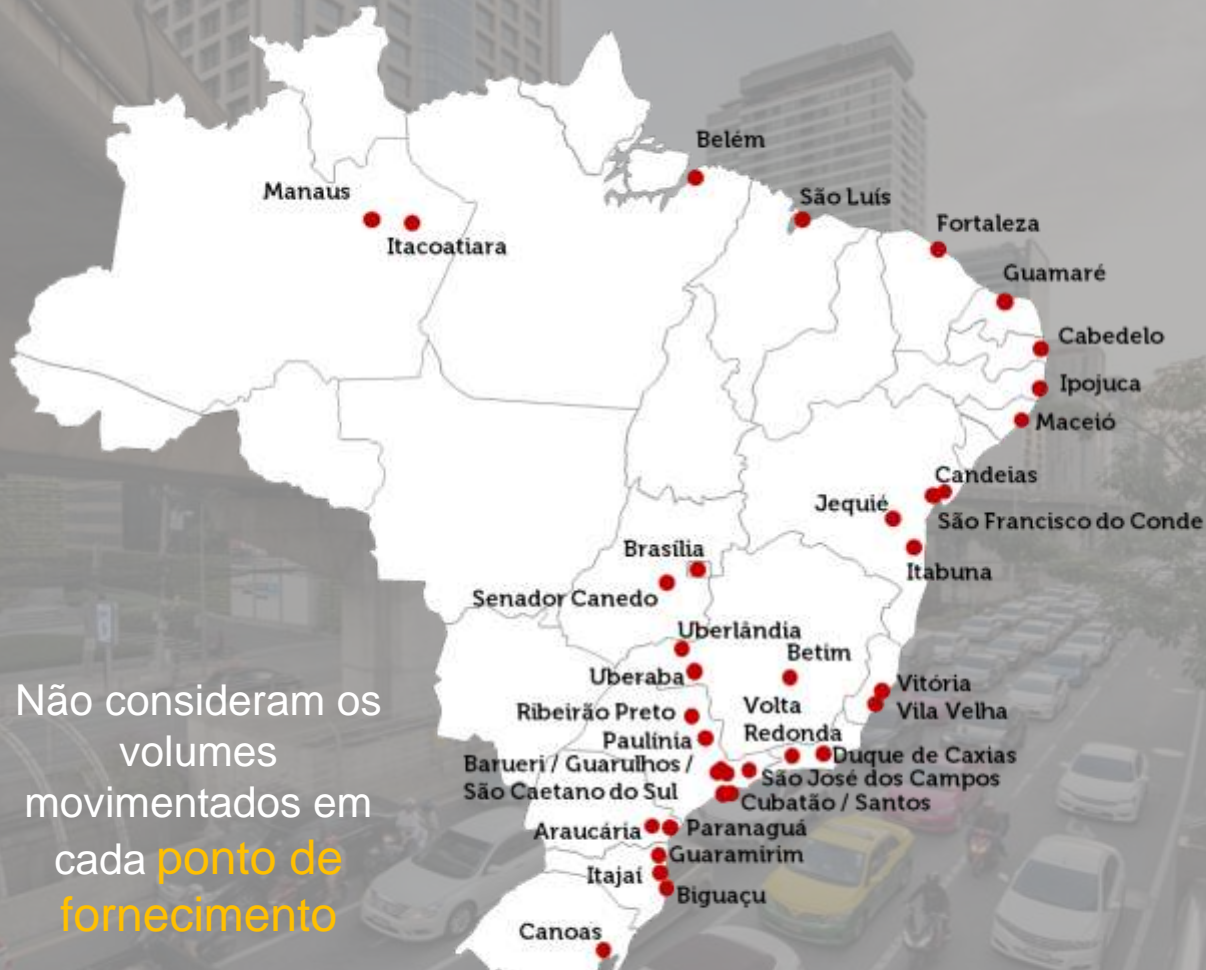 Belém
Manaus
São Luís
Fortaleza
Itacoatiara
Guamaré
Cabedelo
Ipojuca
Maceió
Candeias
Jequié
São Francisco do Conde
Brasília
Itabuna
Senador Canedo
Uberlândia
Betim
Uberaba
Vitória
Vila Velha
Ribeirão Preto
Volta
Redonda
Paulínia
Duque de Caxias
Barueri / Guarulhos /
São Caetano do Sul
São José dos Campos
Cubatão / Santos
Araucária
Paranaguá
Guaramirim
Itajaí
Biguaçu
Canoas
Não consideram os
volumes
movimentados em
cada ponto de
fornecimento